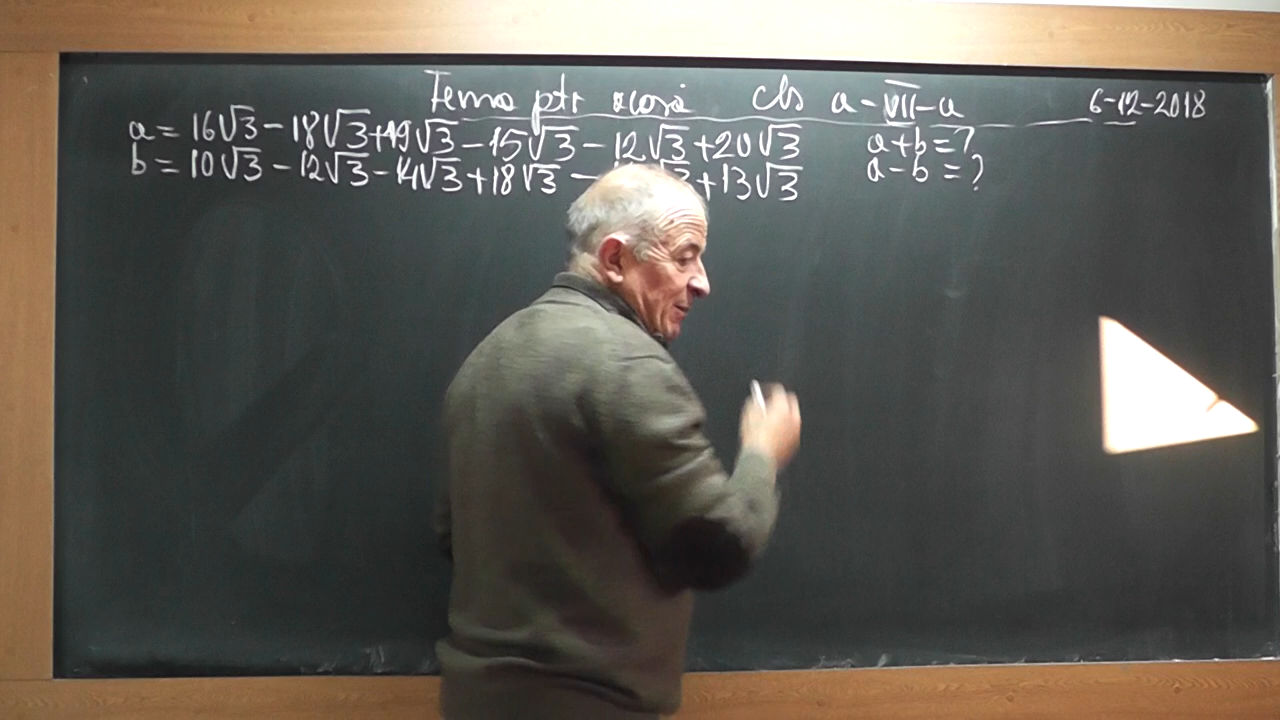 Tema ptr acasă cls a-VII-a 6-12-2018
a = 16√3 - 18√3 + 19√3 - 15√3 - 12√3 + 20√3 a + b = ?
b = 10√3 - 12√3 - 14√3 + 18√3 - 3 + 13√3 a - b = ?